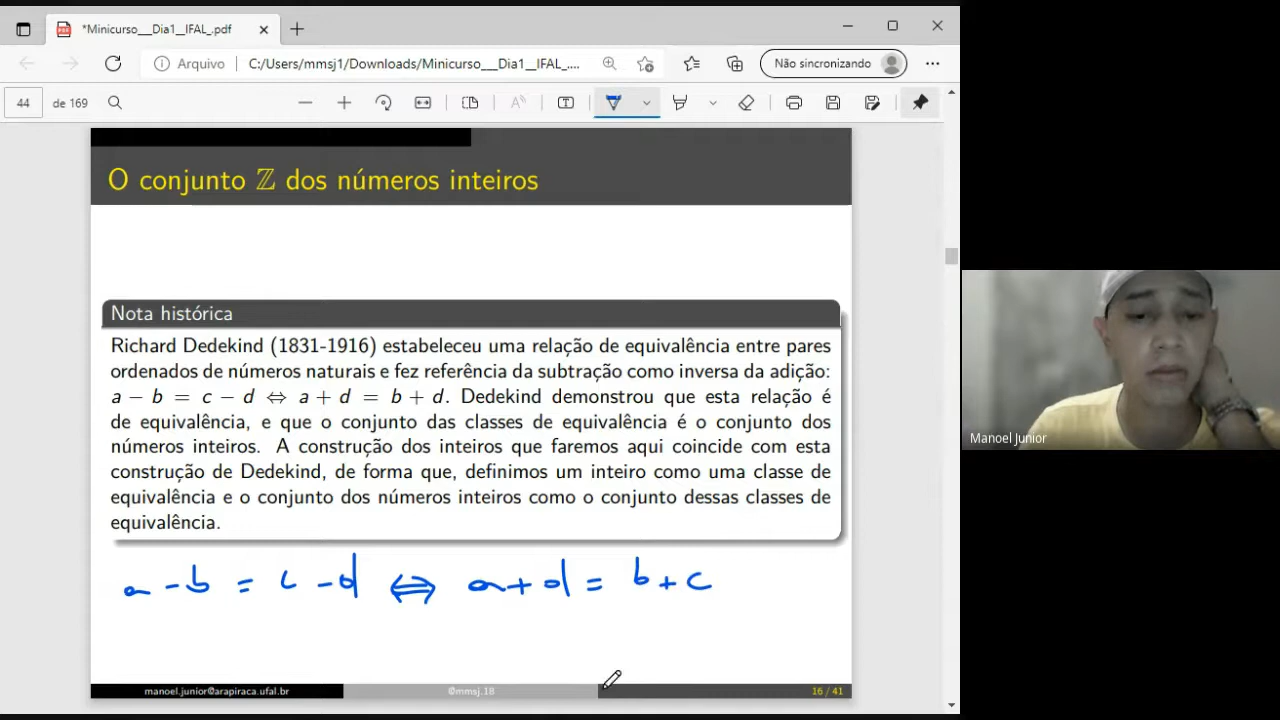 *Minicurso___Dia1__IFAL_.pdf
Arquivo
C:/Users/mmsj1/Downloads/Minicurso___Dia1__IFAL_....
Não sincronizando
44
de 169
O conjunto ℤ dos números inteiros
Nota histórica
Richard Dedekind (1831-1916) estabeleceu uma relação de equivalência entre pares
ordenados de números naturais e fez referência da subtração como inversa da adição:
a − b = c − d ⇔ a + d = b + d. Dedekind demonstrou que esta relação é
de equivalência, e que o conjunto das classes de equivalência é o conjunto dos
números inteiros. A construção dos inteiros que faremos aqui coincide com esta
construção de Dedekind, de forma que, definimos um inteiro como uma classe de
equivalência e o conjunto dos números inteiros como o conjunto dessas classes de
equivalência.
a - b = c - d ⇔ a + d = b + c
manoel.junior@arapiraca.ufal.br
@mmsj.18
16 / 41
Manoel Junior